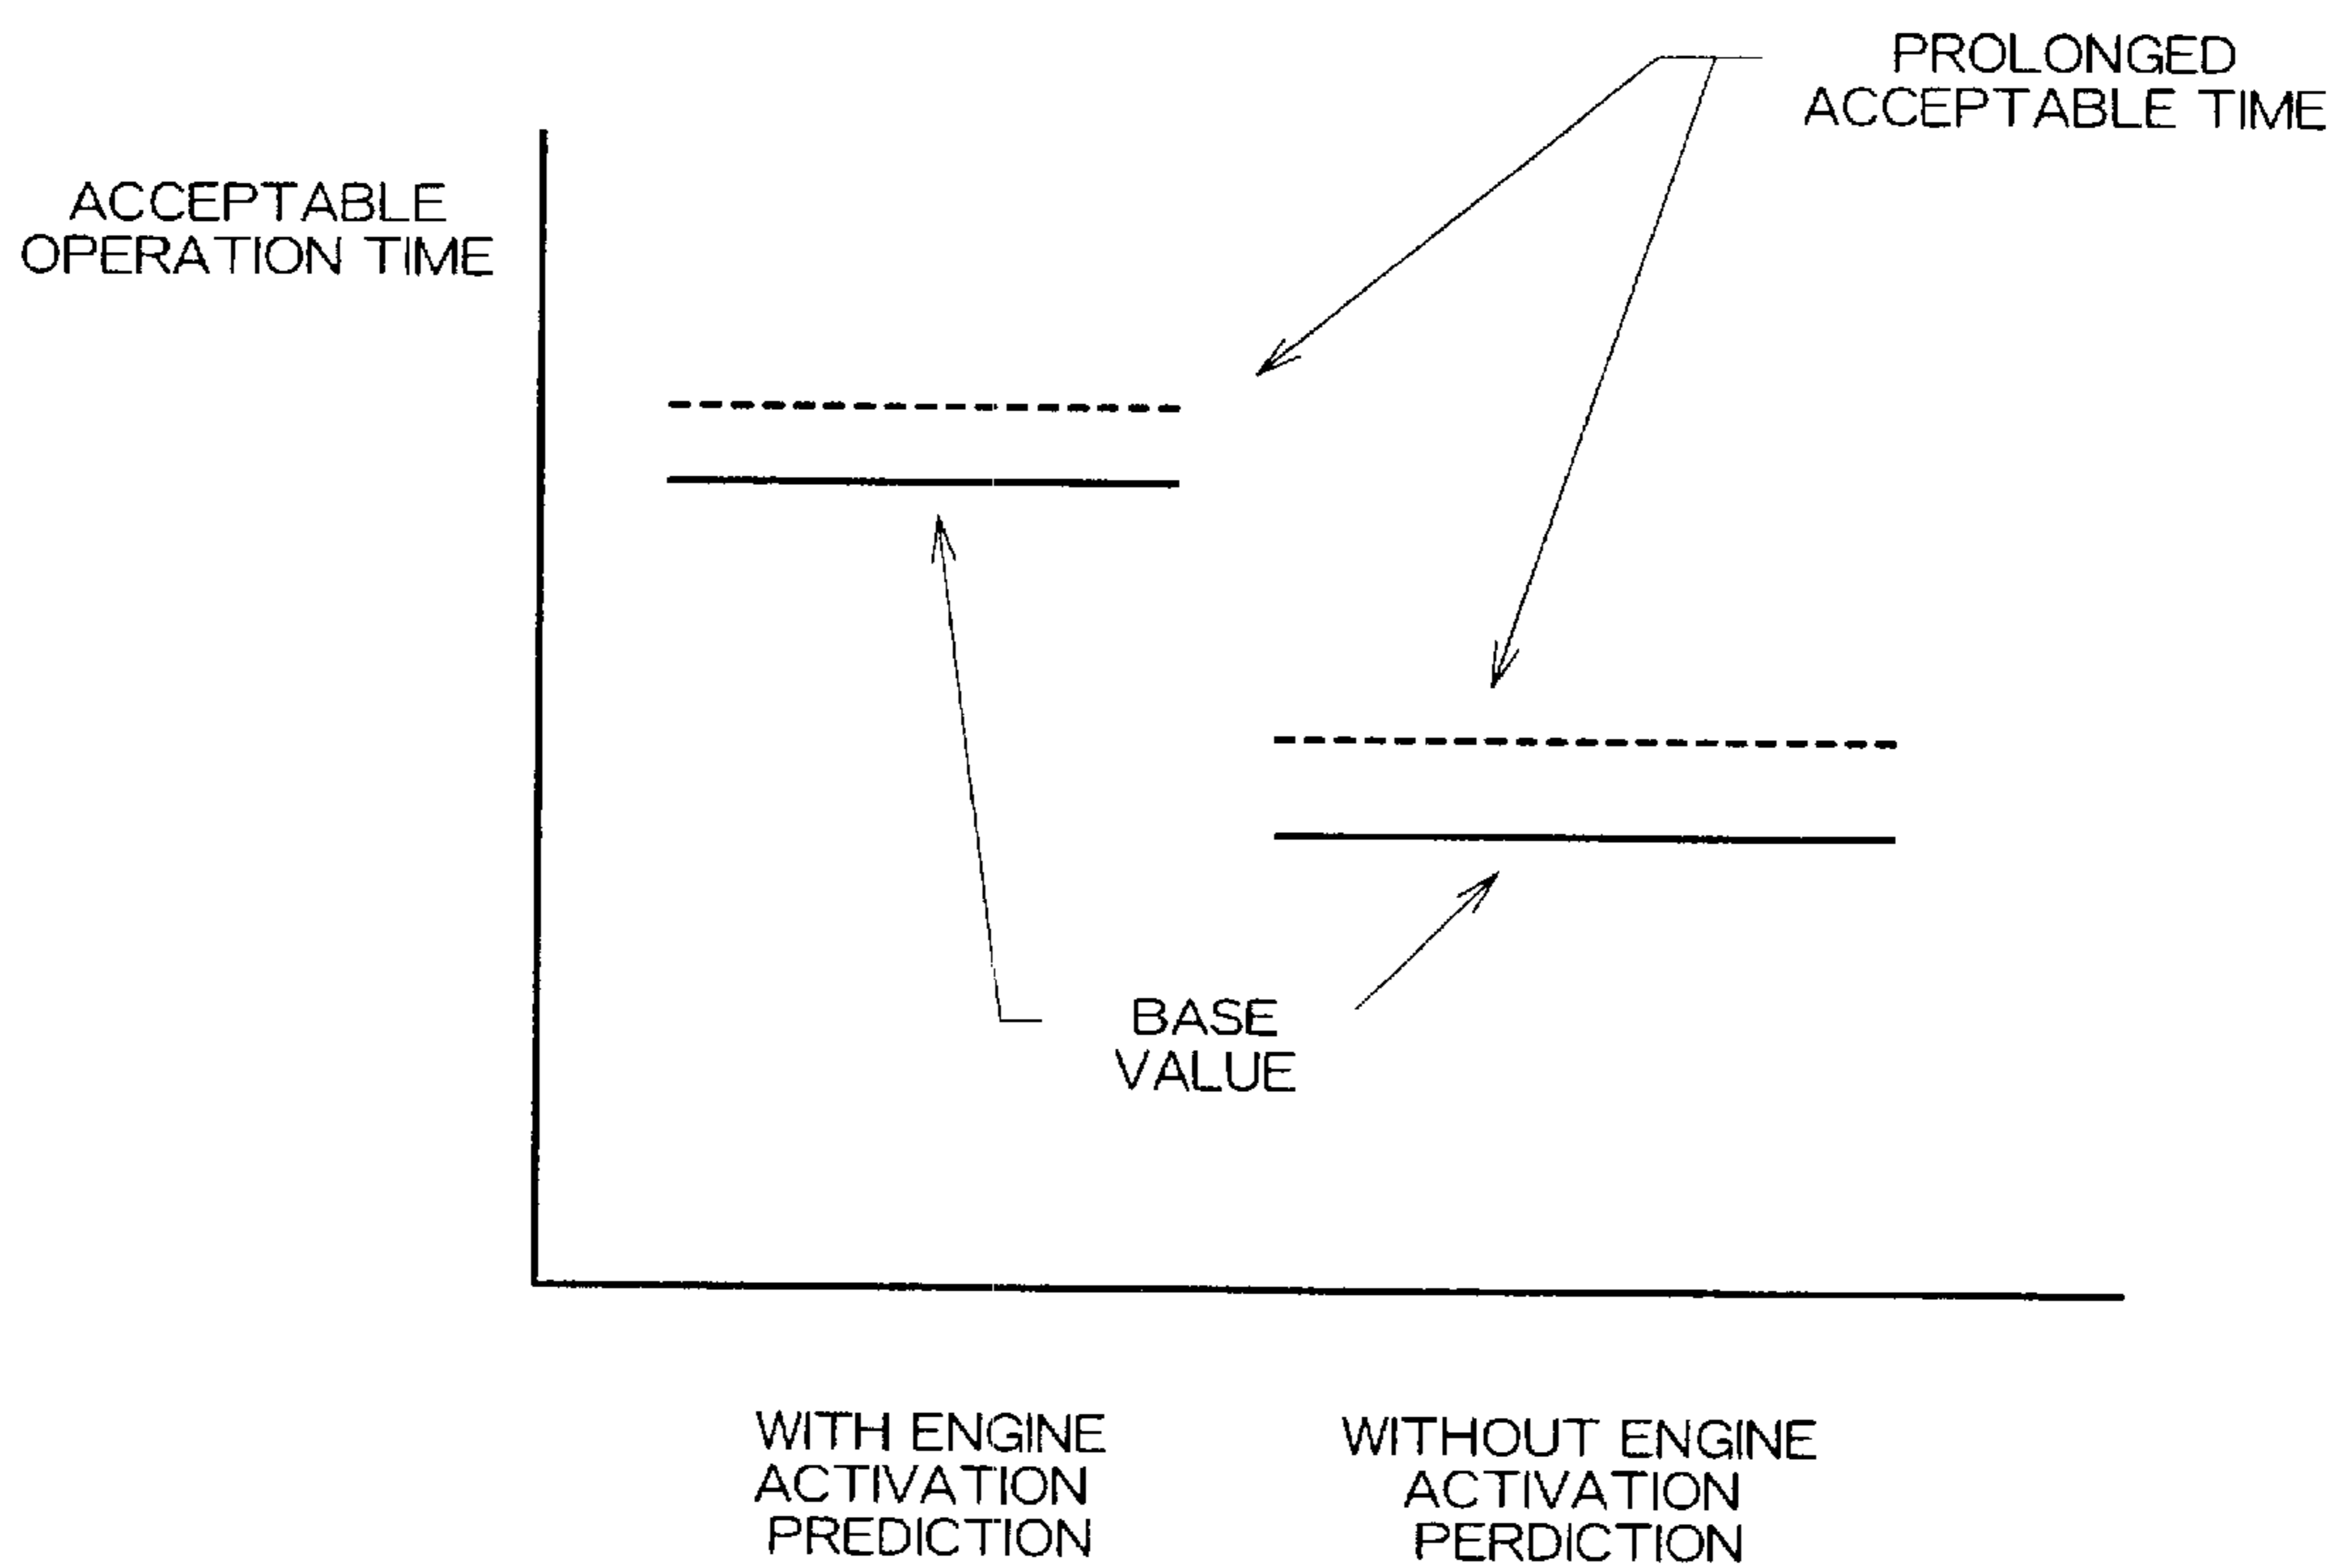 PROLONGED
ACCEPTABLE TIME
ACCEPTABLE
OPERATION TIME
BASE
VALUE
WITH ENGINE
ACTIVATION
PREDICTION
WITHOUT ENGINE
ACTIVATION
PERDICTION